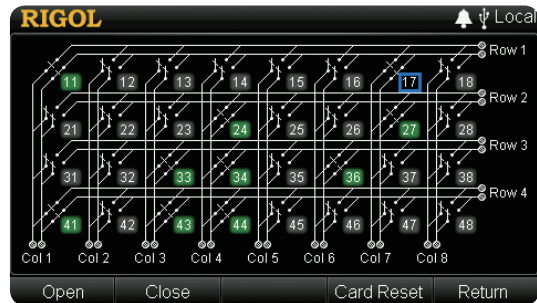 RIGOL Local
Row 1
11 12 13 14 15 16 17 18
Row 2
21 22 23 24 25 26 27 28
Row 3
31 32 33 34 35 36 37 38
Row 4
41 42 43 44 45 46 47 48
Col 1 Col 2 Col 3 Col 4 Col 5 Col 6 Col 7 Col 8
Open Close Card Reset Return